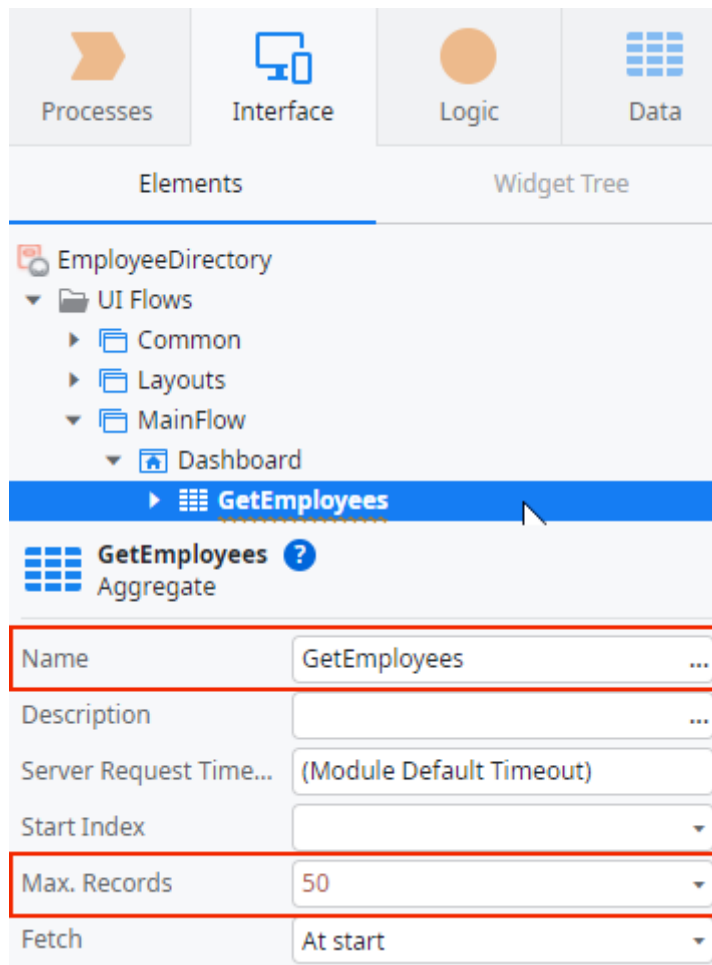 Processes Interface Logic Data
Elements Widget Tree
EmployeeDirectory
UI Flows
Common
Layouts
MainFlow
Dashboard
GetEmployees
GetEmployees ?
Aggregate
Name GetEmployees ...
Description ...
Server Request Time... (Module Default Timeout)
Start Index
Max. Records 50
Fetch At start